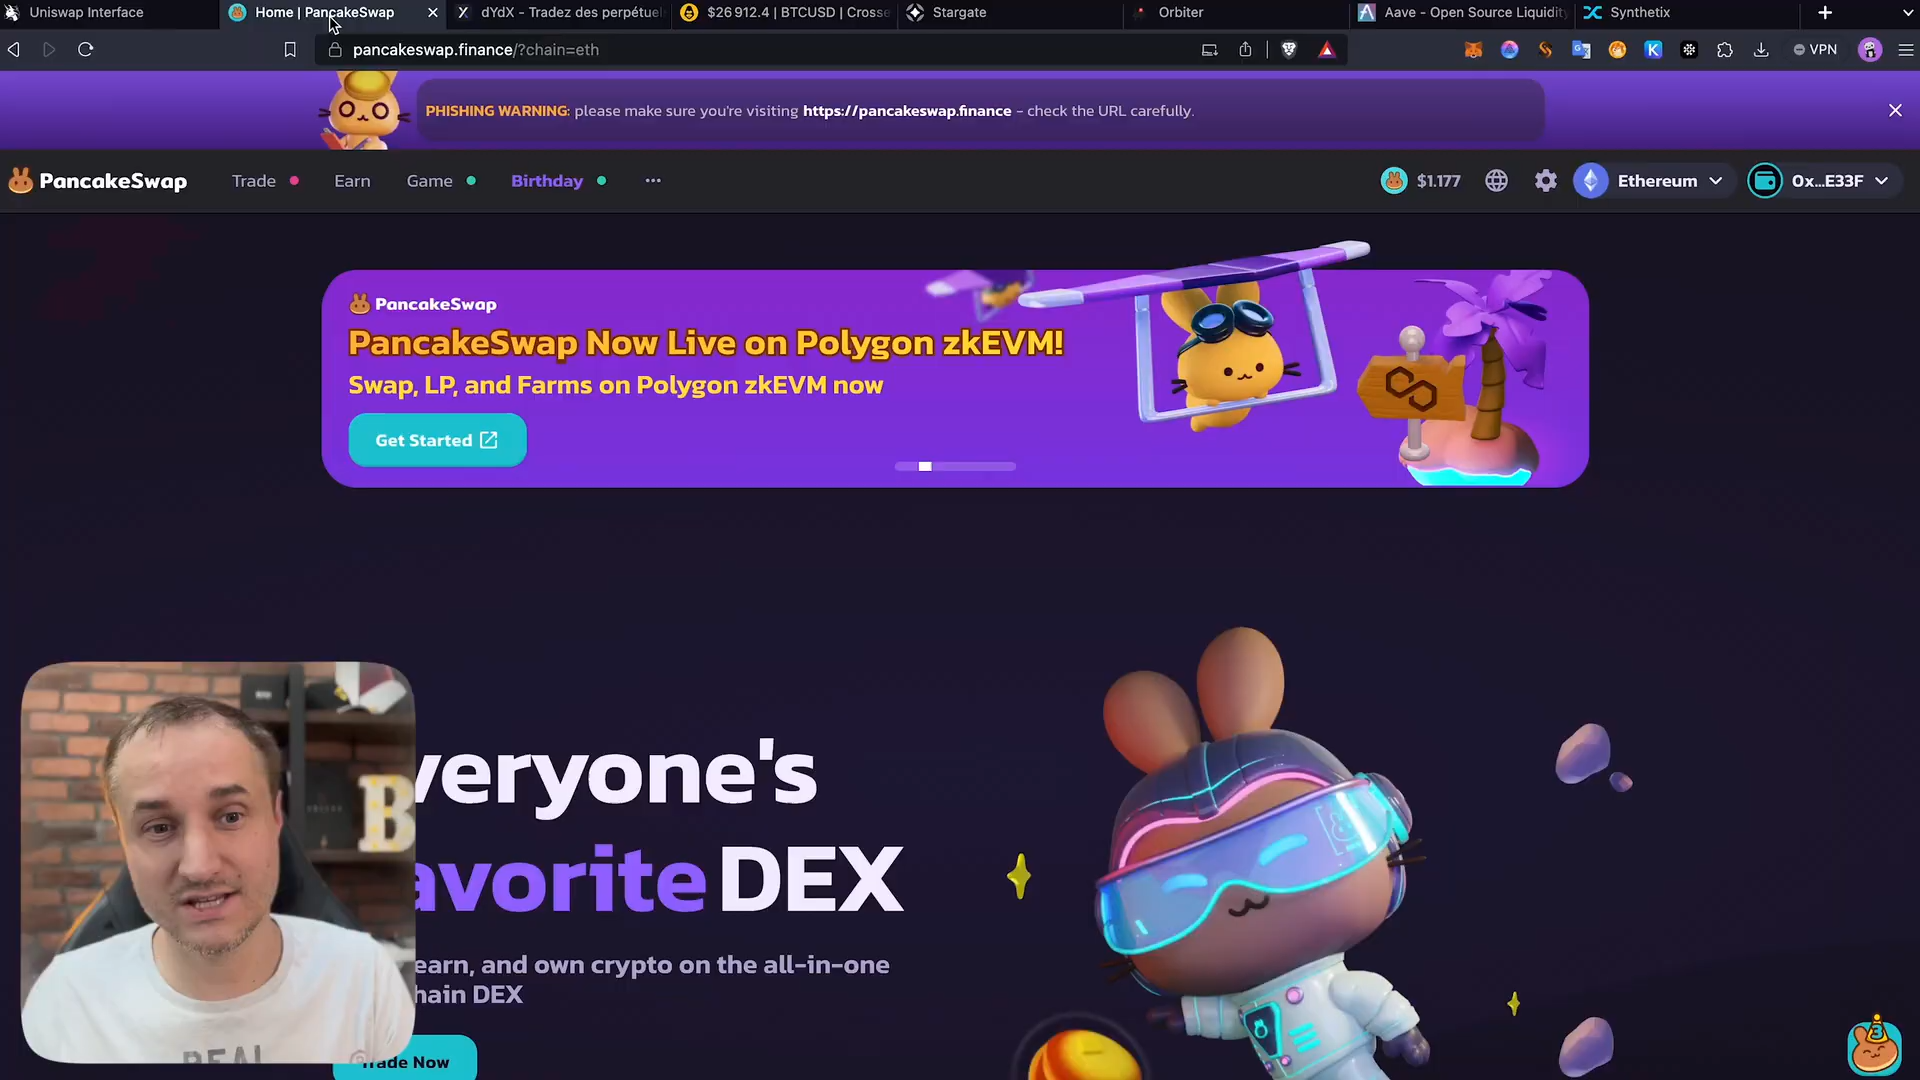 Uniswap Interface
Home | PancakeSwap
dYdX - Tradez des perpétuel
$26 912.4 | BTCUSD | Crosse
Stargate
Orbiter
Aave - Open Source Liquidity
Synthetix
pancakeswap.finance/?chain=eth
VPN
PHISHING WARNING: please make sure you're visiting https://pancakeswap.finance - check the URL carefully.
PancakeSwap
Trade
Earn
Game
Birthday
$1.177
Ethereum
0x...E33F
PancakeSwap
PancakeSwap Now Live on Polygon zkEVM!
Swap, LP, and Farms on Polygon zkEVM now
Get Started
veryone's
avorite DEX
earn, and own crypto on the all-in-one
hain DEX
Trade Now
B
REAL
3